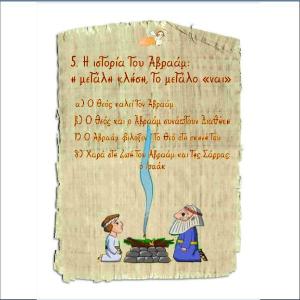 5. Η ιστορία του Αβραάμ:
η μεγάλη κλήση, το μεγάλο «ναι»
α) Ο Θεός καλεί τον Αβραάμ
β) Ο Θεός και ο Αβραάμ συνάπτουν Διαθήκη
γ) Ο Αβραάμ φιλοξενεί το Θεό στη σκηνή του
δ) Χαρά στη ζωή του Αβραάμ και της Σάρρας:
ο Ισαάκ